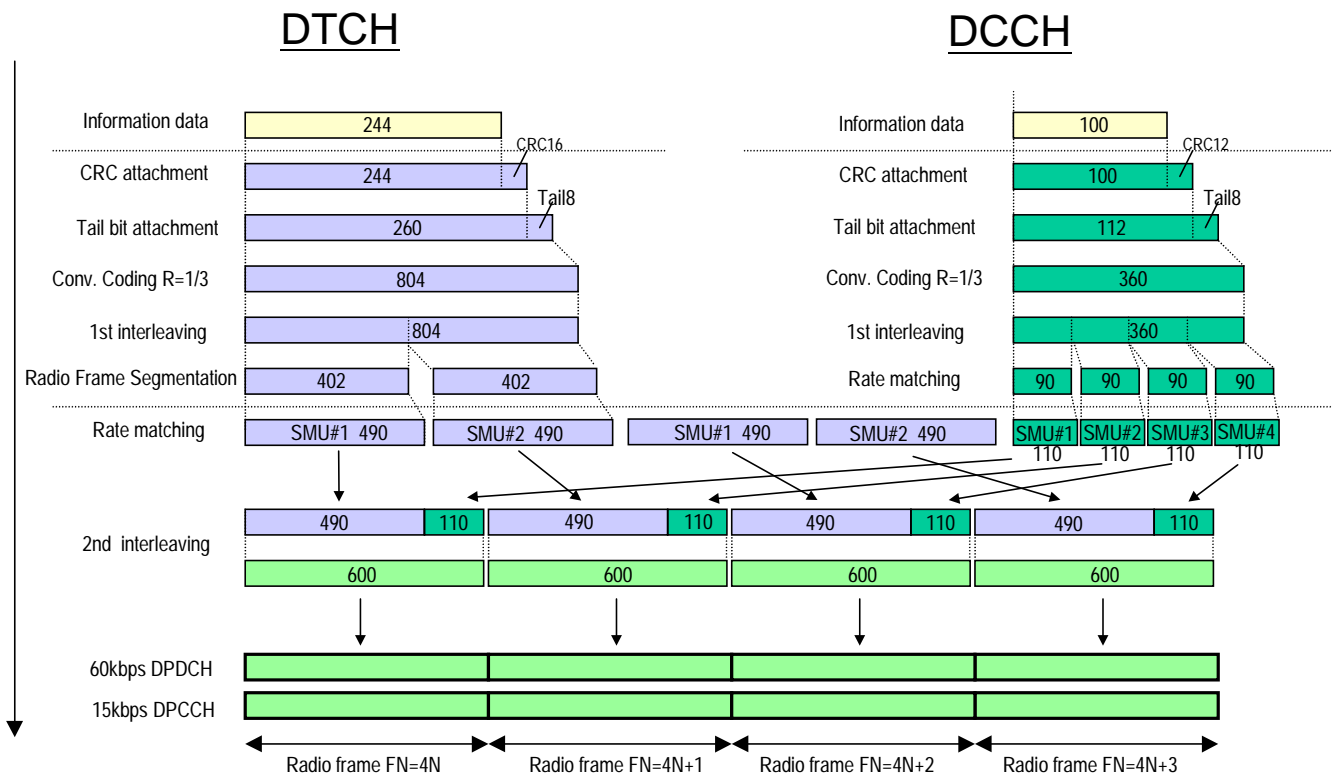 DTCH
DCCH
Information data
244
Information data
100
CRC16
CRC12
CRC attachment
244
CRC attachment
100
Tail8
Tail8
Tail bit attachment
260
Tail bit attachment
112
Conv. Coding R=1/3
804
Conv. Coding R=1/3
360
1st interleaving
804
1st interleaving
360
Radio Frame Segmentation
402
402
Rate matching
90
90
90
90
Rate matching
SMU#1 490
SMU#2 490
SMU#1 490
SMU#2 490
SMU#1
SMU#2
SMU#3
SMU#4
110
110
110
110
490
110
490
110
490
110
490
110
2nd interleaving
600
600
600
600
60kbps DPDCH
15kbps DPCCH
Radio frame FN=4N
Radio frame FN=4N+1
Radio frame FN=4N+2
Radio frame FN=4N+3